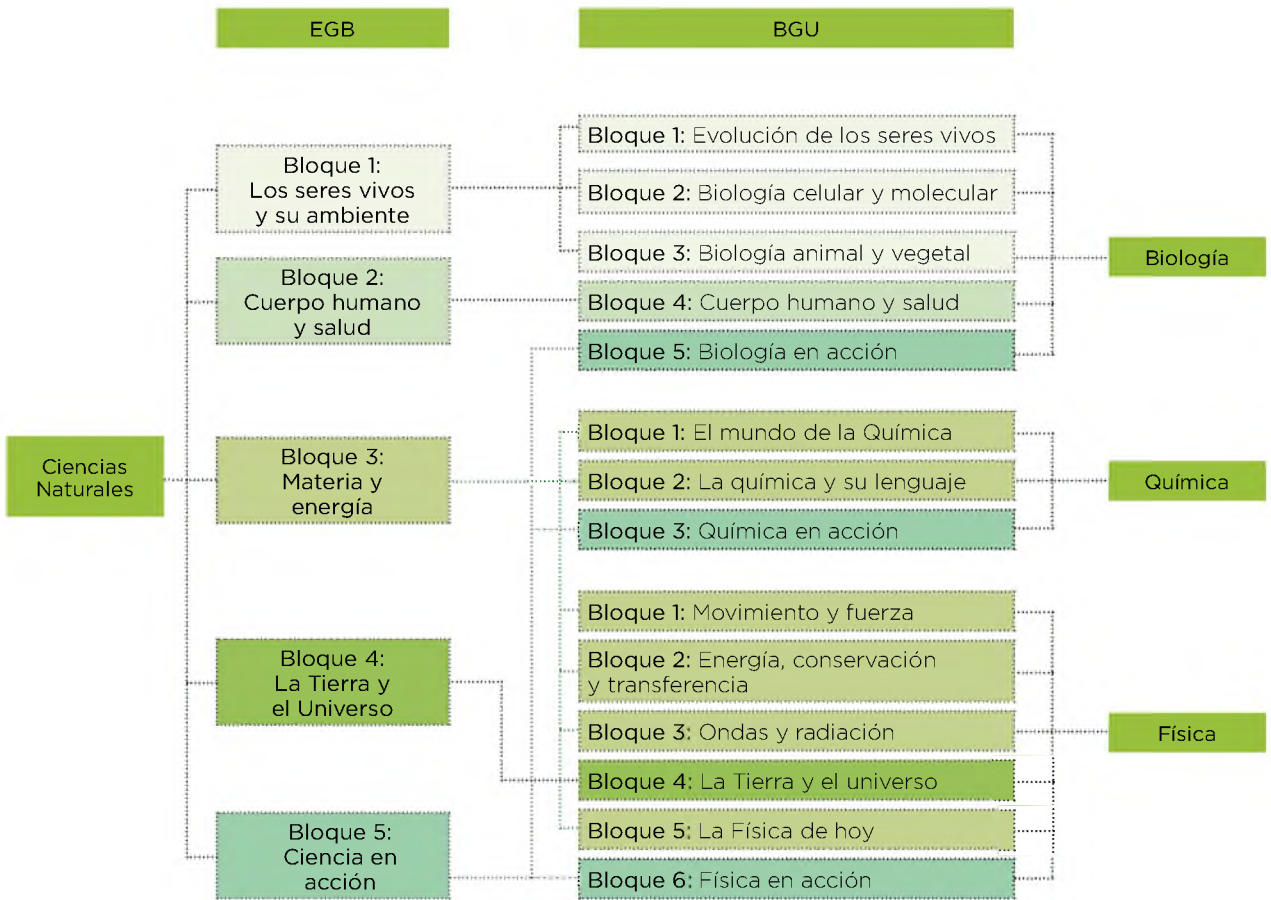 EGB
BGU
Ciencias
Naturales
Bloque 1:
Los seres vivos
y su ambiente
Bloque 2:
Cuerpo humano
y salud
Bloque 3:
Materia y
energía
Bloque 4:
La Tierra y
el Universo
Bloque 5:
Ciencia en
acción
Bloque 1: Evolución de los seres vivos
Bloque 2: Biología celular y molecular
Bloque 3: Biología animal y vegetal
Bloque 4: Cuerpo humano y salud
Bloque 5: Biología en acción
Biología
Bloque 1: El mundo de la Química
Bloque 2: La química y su lenguaje
Bloque 3: Química en acción
Química
Bloque 1: Movimiento y fuerza
Bloque 2: Energía, conservación
y transferencia
Bloque 3: Ondas y radiación
Bloque 4: La Tierra y el universo
Bloque 5: La Física de hoy
Bloque 6: Física en acción
Física